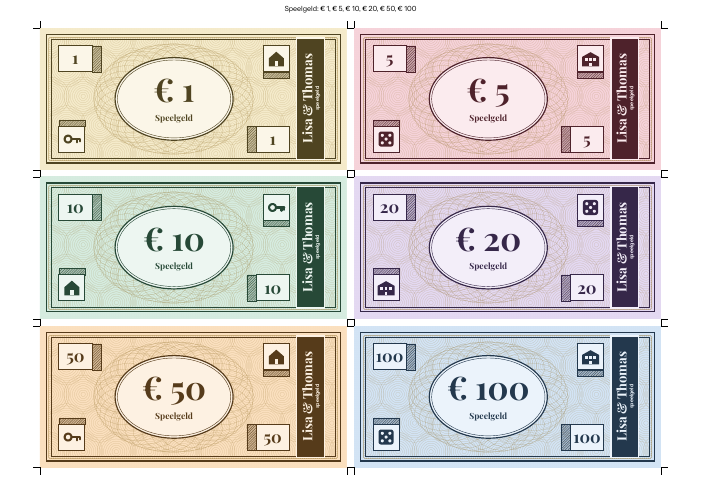 Speelgeld: € 1, € 5, € 10, € 20, € 50, € 100
1
€ 1
Speelgeld
1
Lisa & Thomas
speelgeld
5
€ 5
Speelgeld
5
Lisa & Thomas
speelgeld
10
€ 10
Speelgeld
10
Lisa & Thomas
speelgeld
20
€ 20
Speelgeld
20
Lisa & Thomas
speelgeld
50
€ 50
Speelgeld
50
Lisa & Thomas
speelgeld
100
€ 100
Speelgeld
100
Lisa & Thomas
speelgeld